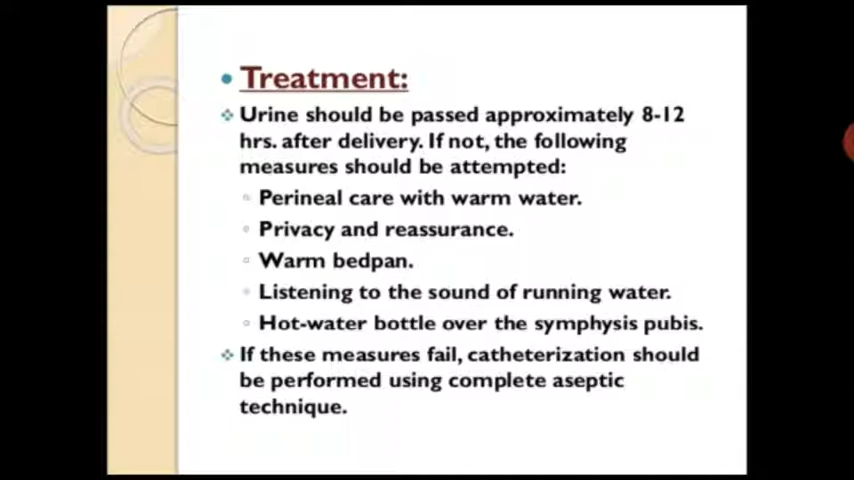 Treatment:
Urine should be passed approximately 8-12
hrs. after delivery. If not, the following
measures should be attempted:
Perineal care with warm water.
Privacy and reassurance.
Warm bedpan.
Listening to the sound of running water.
Hot-water bottle over the symphysis pubis.
If these measures fail, catheterization should
be performed using complete aseptic
technique.